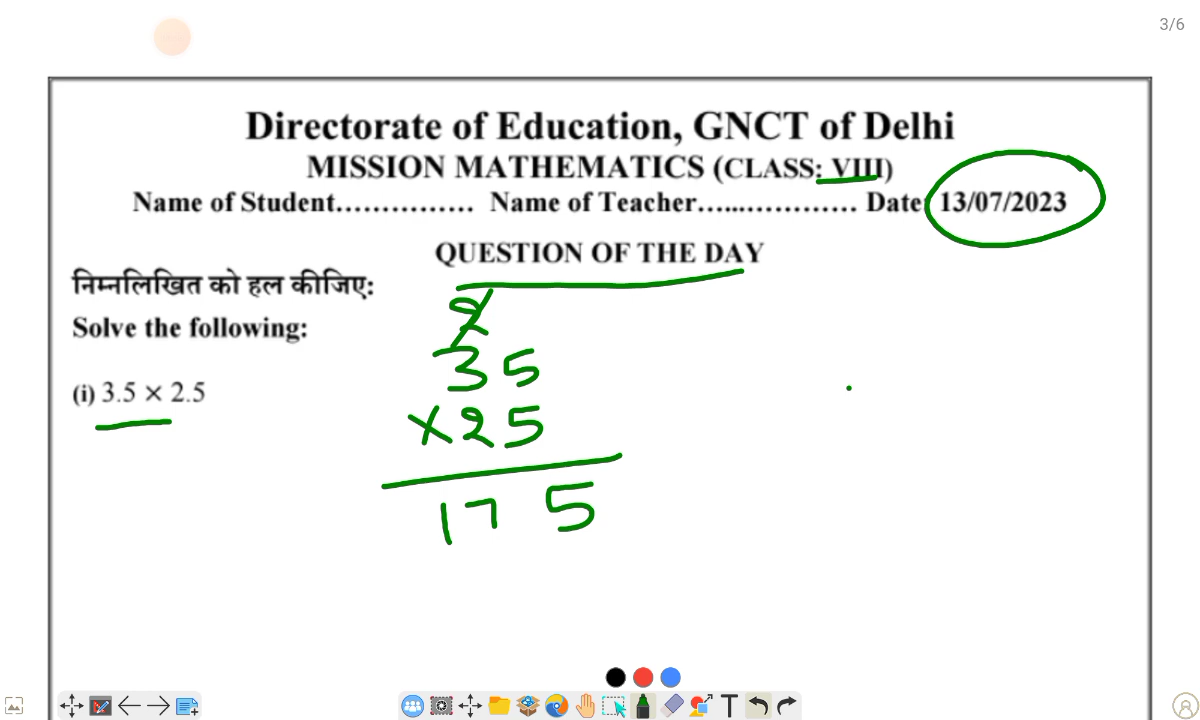 3/6
Directorate of Education, GNCT of Delhi
MISSION MATHEMATICS (CLASS: VIII)
Name of Student............... Name of Teacher.................. Date: 13/07/2023
QUESTION OF THE DAY
निम्नलिखित को हल कीजिए:
Solve the following:
2
35
(i) 3.5 × 2.5
×25
175
T